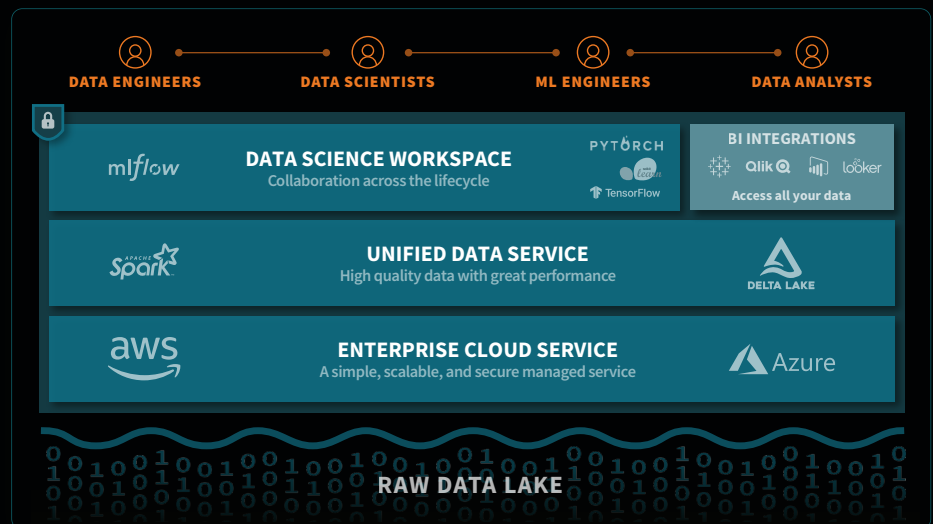 DATA ENGINEERS
DATA SCIENTISTS
ML ENGINEERS
DATA ANALYSTS
mlflow
DATA SCIENCE WORKSPACE
Collaboration across the lifecycle
PYTORCH
learn
TensorFlow
BI INTEGRATIONS
Qlik
looker
Access all your data
APACHE
Spark
UNIFIED DATA SERVICE
High quality data with great performance
DELTA LAKE
aws
ENTERPRISE CLOUD SERVICE
A simple, scalable, and secure managed service
Azure
RAW DATA LAKE